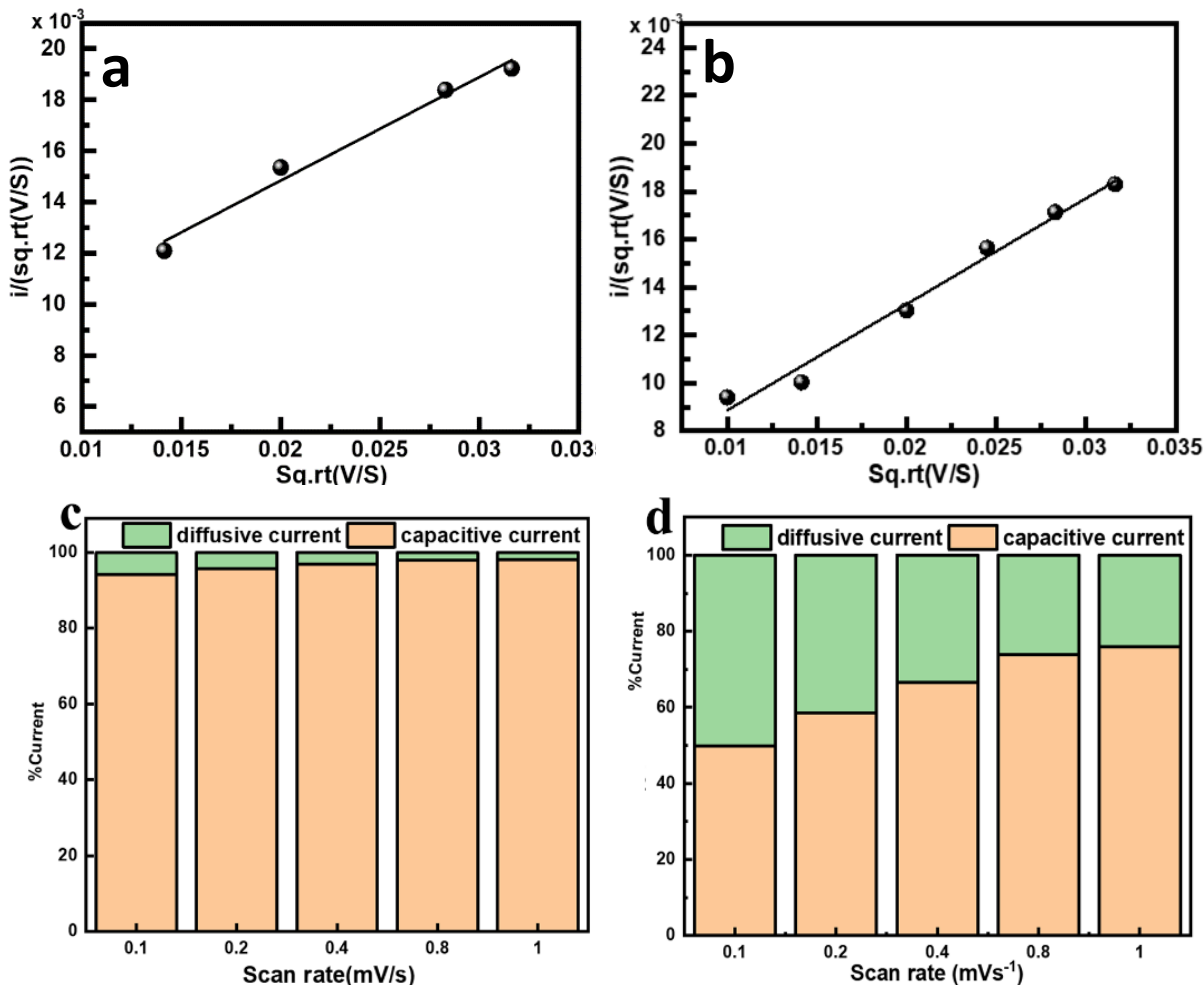 x 10-3
a
20
18
16
14
12
10
8
6
i/(sq.rt(V/S))
0.01 0.015 0.02 0.025 0.03 0.035
Sq.rt(V/S)
x 10-3
b
24
22
20
18
16
14
12
10
8
i/(sq.rt(V/S))
0.01 0.015 0.02 0.025 0.03 0.035
Sq.rt(V/S)
c
diffusive current capacitive current
100
80
60
40
20
0
%Current
0.1 0.2 0.4 0.8 1
Scan rate(mV/s)
d
diffusive current capacitive current
100
80
60
40
20
0
%Current
0.1 0.2 0.4 0.8 1
Scan rate (mVs-1)